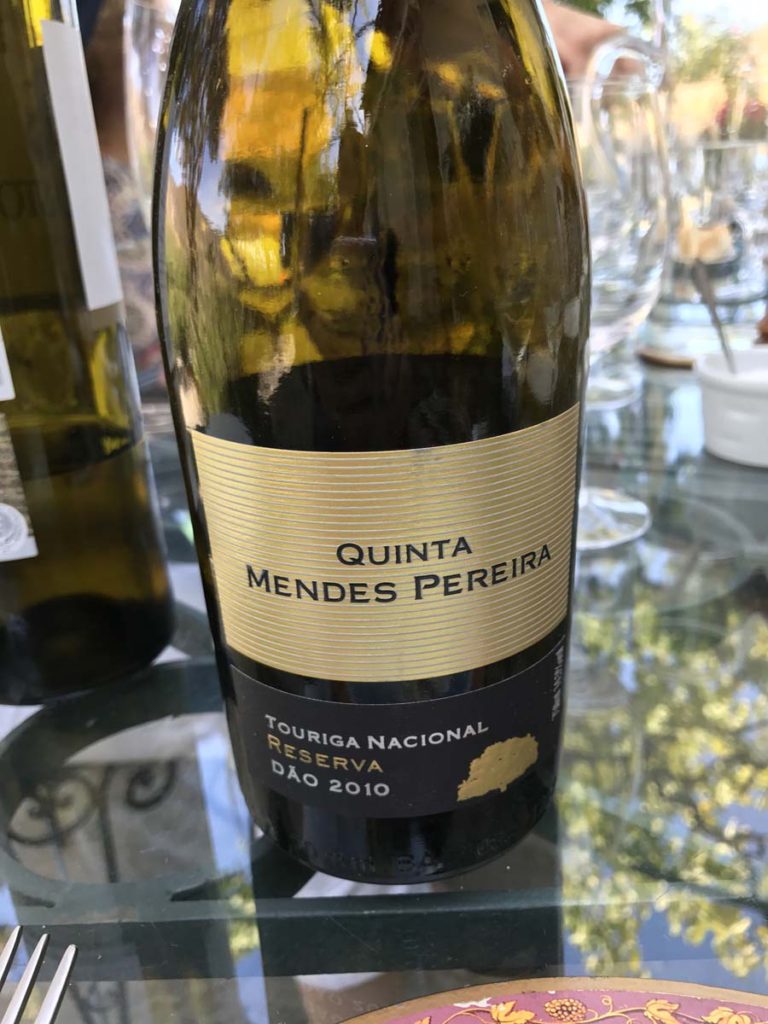 QUINTA
MENDES PEREIRA
TOURIGA NACIONAL
RESERVA
DÃO 2010